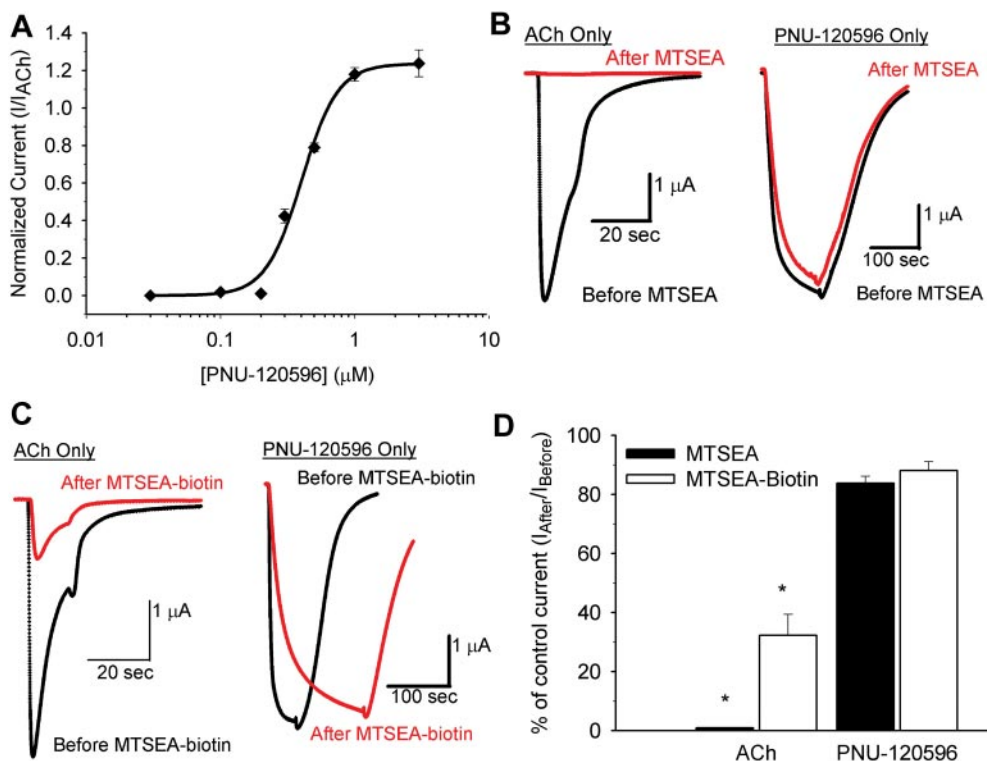 A
Normalized Current (I/I_ACh)
1.4
1.2
1.0
0.8
0.6
0.4
0.2
0.0
0.01
0.1
1
10
[PNU-120596] (μM)
B
ACh Only
After MTSEA
1 μA
20 sec
Before MTSEA
PNU-120596 Only
After MTSEA
1 μA
100 sec
Before MTSEA
C
ACh Only
After MTSEA-biotin
1 μA
20 sec
Before MTSEA-biotin
PNU-120596 Only
Before MTSEA-biotin
1 μA
100 sec
After MTSEA-biotin
D
% of control current (I_After/I_Before)
100
80
60
40
20
0
MTSEA
MTSEA-Biotin
*
*
ACh
PNU-120596